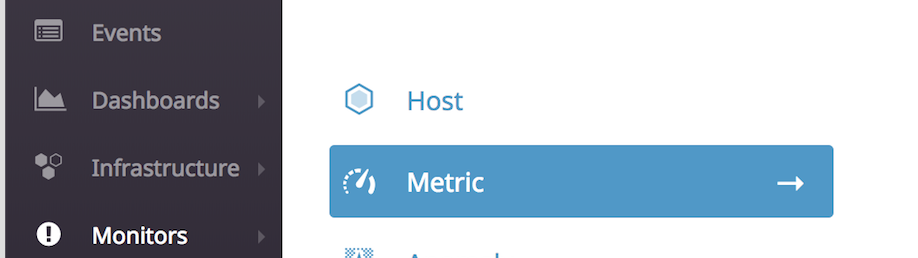 Events
Dashboards
Infrastructure
Monitors
Host
Metric